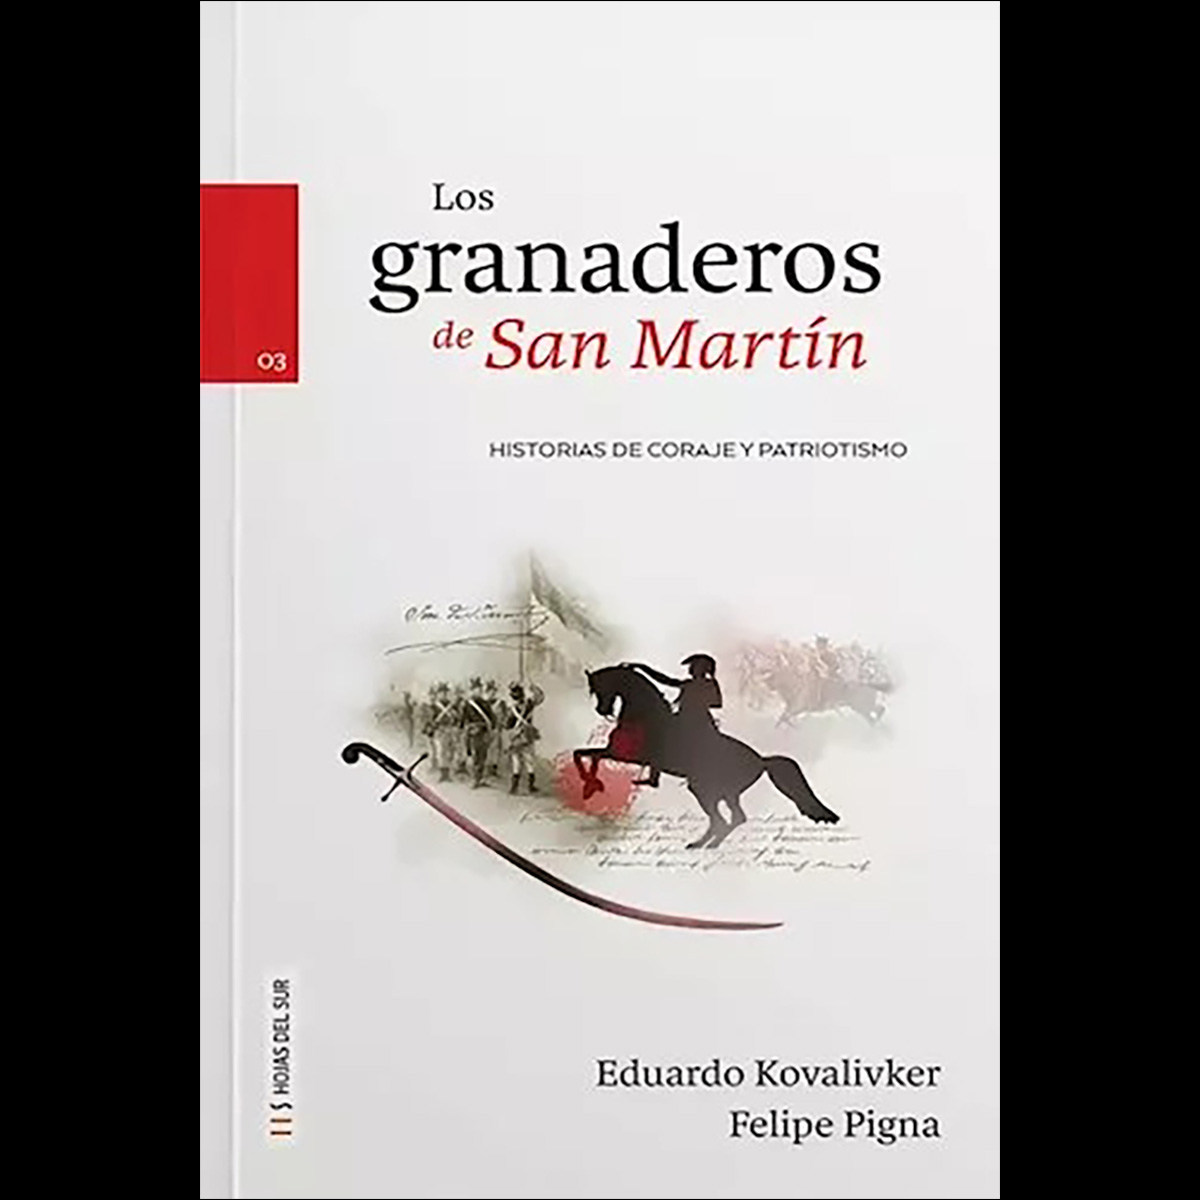 Los
granaderos
de San Martín
03
HISTORIAS DE CORAJE Y PATRIOTISMO
HOJAS DEL SUR
Eduardo Kovalivker
Felipe Pigna